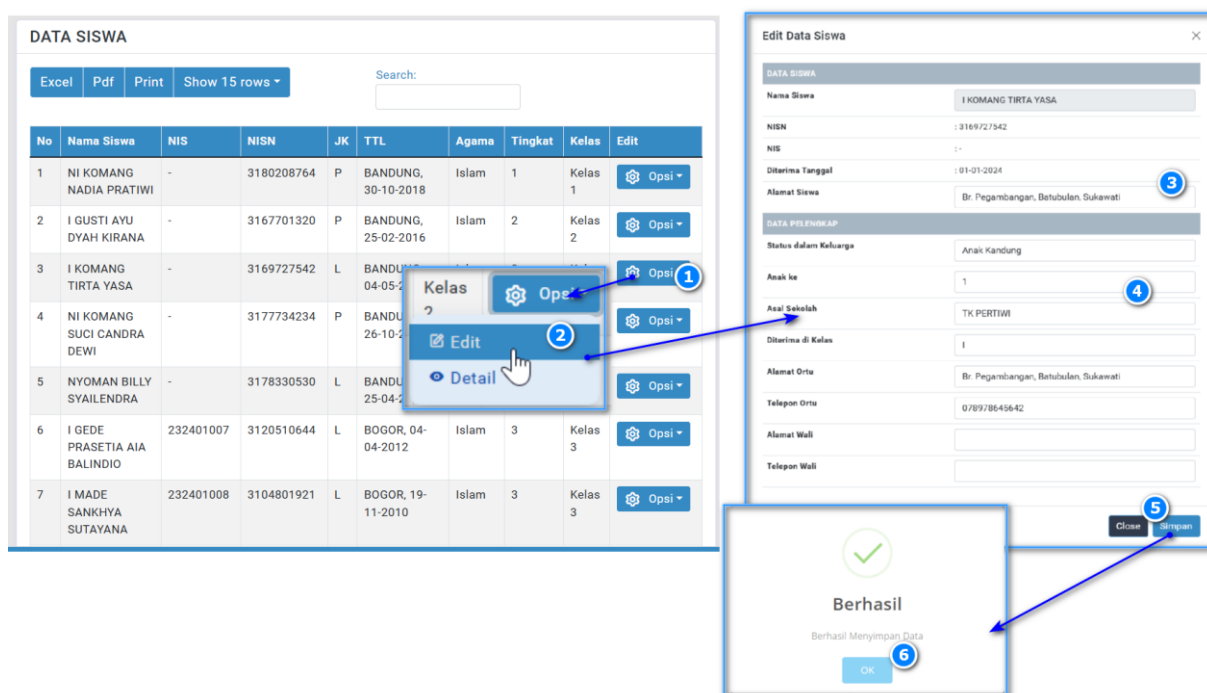 DATA SISWA
Excel Pdf Print Show 15 rows
Search:
No Nama Siswa NIS NISN JK TTL Agama Tingkat Kelas Edit
1 NI KOMANG NADIA PRATIWI - 3180208764 P BANDUNG, 30-10-2018 Islam 1 Kelas 1 Opsi
2 I GUSTI AYU DYAH KIRANA - 3167701320 P BANDUNG, 25-02-2016 Islam 2 Kelas 2 Opsi
3 I KOMANG TIRTA YASA - 3169727542 L 04-05-2 Opsi
4 NI KOMANG SUCI CANDRA DEWI - 3177734234 P 26-10-2 Opsi
5 NYOMAN BILLY SYAILENDRA - 3178330530 L 25-04-2 Opsi
6 I GEDE PRASETIA AIA BALINDIO 232401007 3120510644 L BOGOR, 04-04-2012 Islam 3 Kelas 3 Opsi
7 I MADE SANKHYA SUTAYANA 232401008 3104801921 L BOGOR, 19-11-2010 Islam 3 Kelas 3 Opsi
Kelas
1
2
Edit
Detail
Edit Data Siswa
DATA SISWA
Nama Siswa I KOMANG TIRTA YASA
NISN : 3169727542
NIS : -
Diterima Tanggal : 01-01-2024
3
Alamat Siswa Br. Pegambangan, Batubulan, Sukawati
DATA PELENGKAP
Status dalam Keluarga Anak Kandung
Anak ke 1
4
Asal Sekolah TK PERTIWI
Diterima di Kelas I
Alamat Ortu Br. Pegambangan, Batubulan, Sukawati
Telepon Ortu 078978645642
Alamat Wali
Telepon Wali
5
Close Simpan
Berhasil
Berhasil Menyimpan Data
6
OK